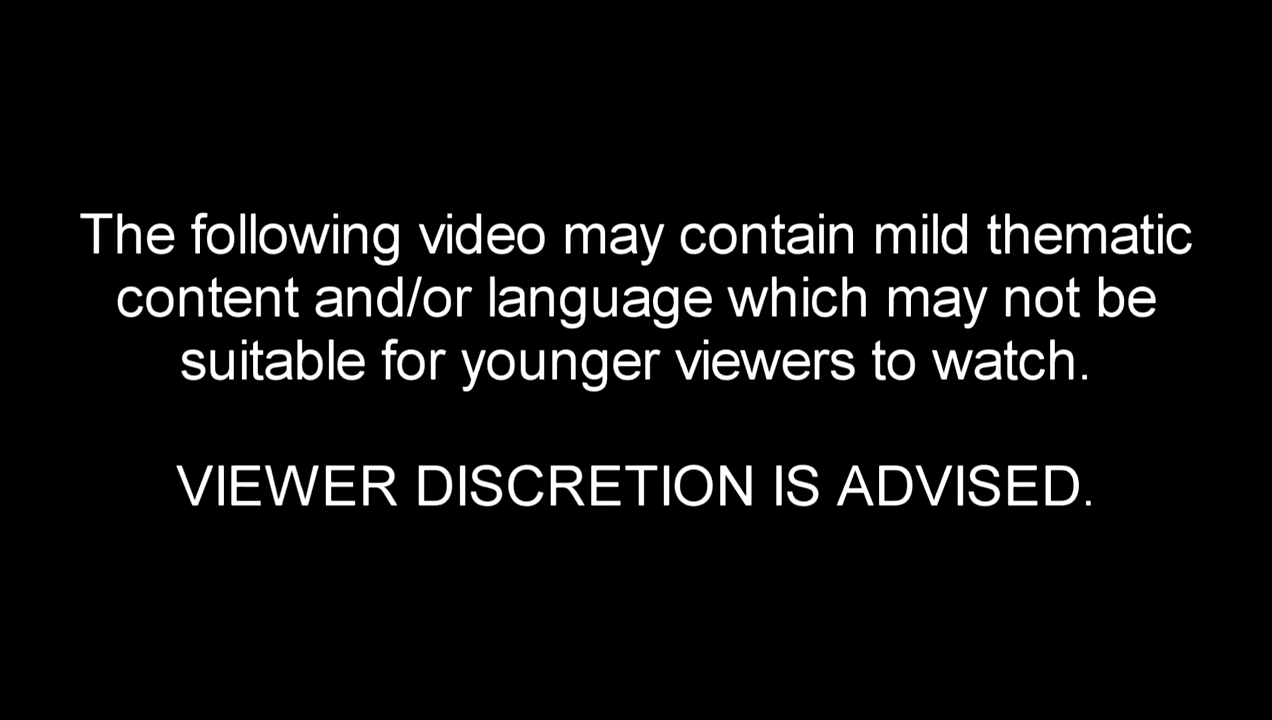 The following video may contain mild thematic
content and/or language which may not be
suitable for younger viewers to watch.
VIEWER DISCRETION IS ADVISED.